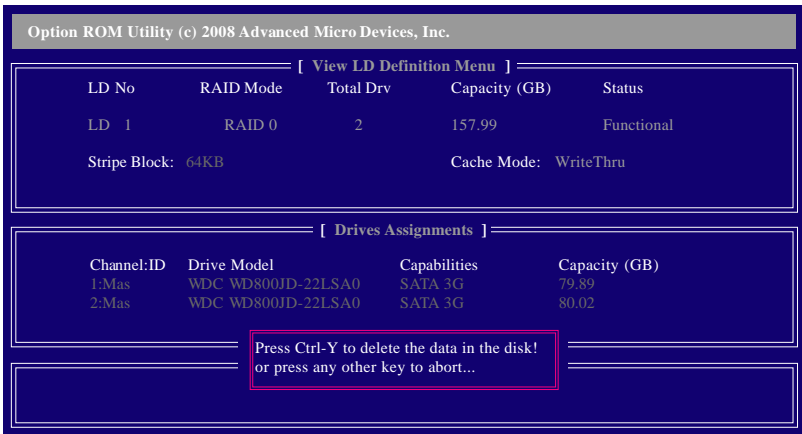 Option ROM Utility (c) 2008 Advanced Micro Devices, Inc.
[ View LD Definition Menu ]
LD No RAID Mode Total Drv Capacity (GB) Status
LD 1 RAID 0 2 157.99 Functional
Stripe Block: 64KB Cache Mode: WriteThru
[ Drives Assignments ]
Channel:ID Drive Model Capabilities Capacity (GB)
1:Mas WDC WD800JD-22LSA0 SATA 3G 79.89
2:Mas WDC WD800JD-22LSA0 SATA 3G 80.02
Press Ctrl-Y to delete the data in the disk!
or press any other key to abort...